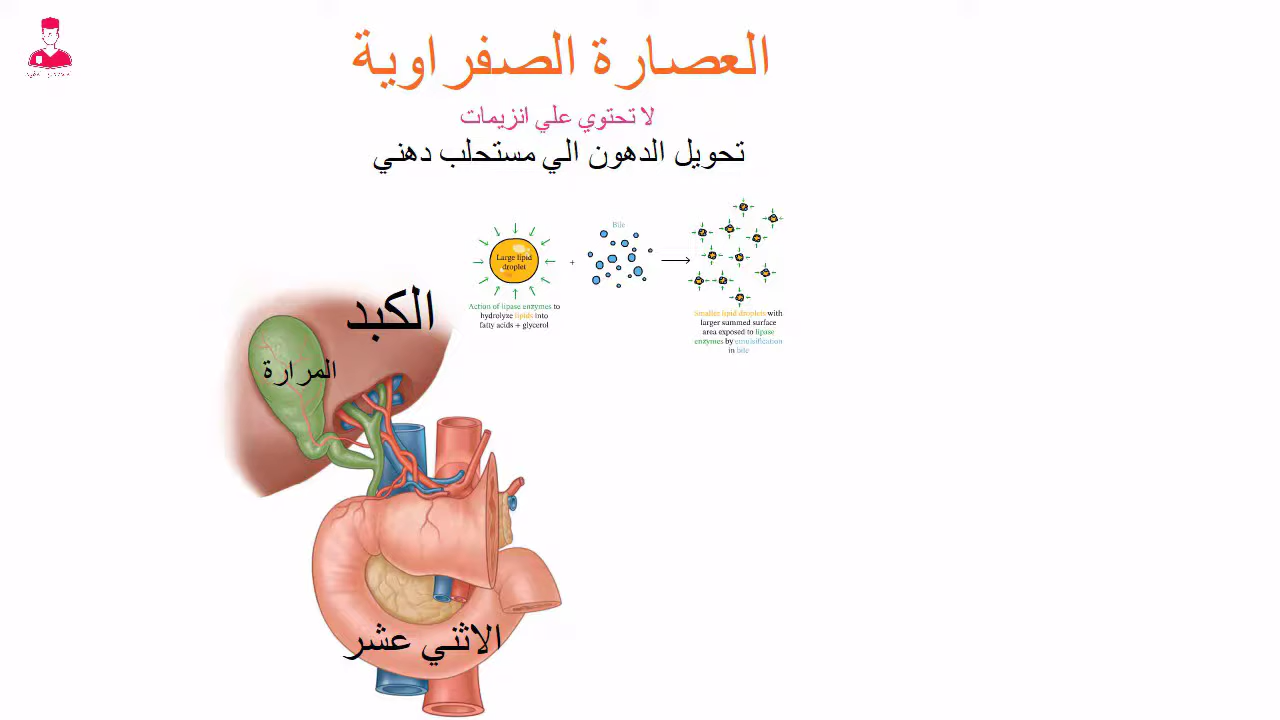 العصارة الصفراوية
لا تحتوي علي انزيمات
تحويل الدهون الي مستحلب دهني
Large lipid
droplet
+
Bile
Action of lipase enzymes to
hydrolyze lipids into
fatty acids + glycerol
Smaller lipid droplets with
larger summed surface
area exposed to lipase
enzymes by emulsification
in bile
الكبد
المرارة
الاثني عشر